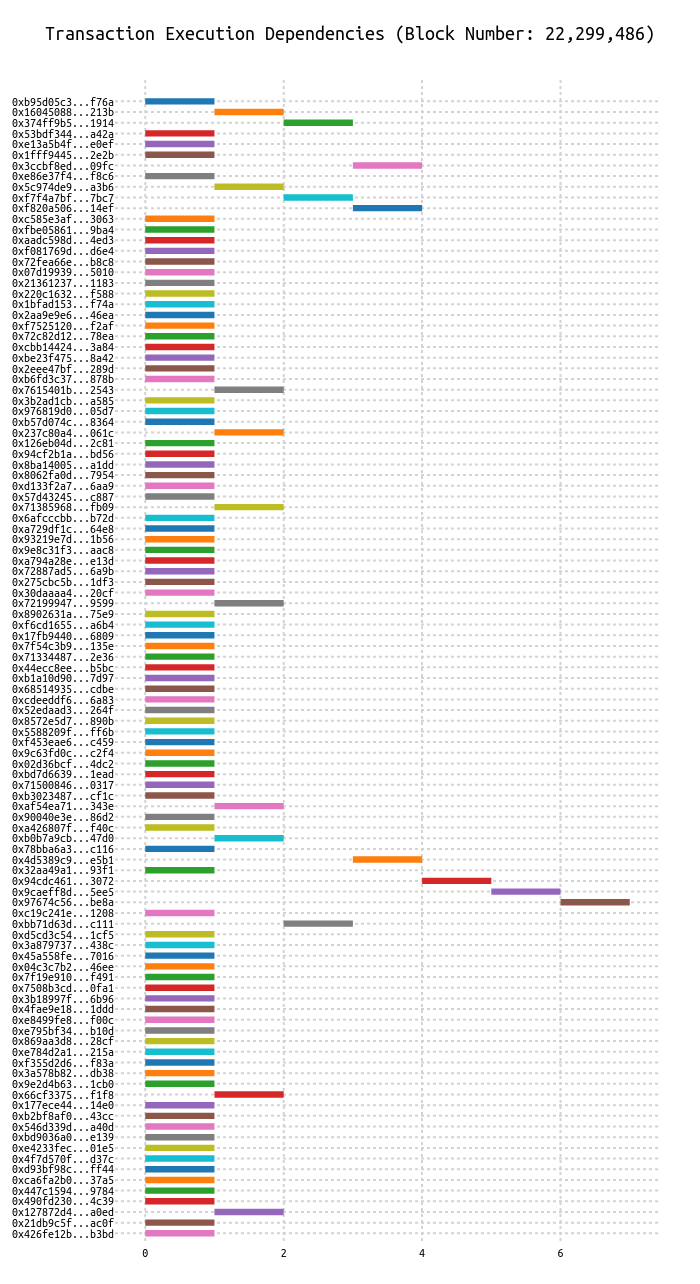 Transaction Execution Dependencies (Block Number: 22,299,486)
0xb95d05c3...f76a
0x16045088...213b
0x374ff9b5...1914
0x53bdf344...a42a
0xe13a5b4f...e0ef
0x1fff9445...2e2b
0x3ccbf8ed...09fc
0xe86e37f4...f8c6
0x5c974de9...a3b6
0xf7f4a7bf...7bc7
0xf820a506...14ef
0xc585e3af...3063
0xfbe05861...9ba4
0xaadc598d...4ed3
0xf081769d...d6e4
0x72fea66e...b8c8
0x07d19939...5010
0x21361237...1183
0x220c1632...f588
0x1bfad153...f74a
0x2aa9e9e6...46ea
0xf7525120...f2af
0x72c82d12...78ea
0xcbb14424...3a84
0xbe23f475...8a42
0x2eee47bf...289d
0xb6fd3c37...878b
0x7615401b...2543
0x3b2ad1cb...a585
0x976819d0...05d7
0xb57d074c...8364
0x237c80a4...061c
0x126eb04d...2c81
0x94cf2b1a...bd56
0x8ba14005...a1dd
0x8062fa0d...7954
0xd133f2a7...6aa9
0x57d43245...c887
0x71385968...fb09
0x6afcccbb...b72d
0xa729df1c...64e8
0x93219e7d...1b56
0x9e8c31f3...aac8
0xa794a28e...e13d
0x72887ad5...6a9b
0x275cbc5b...1df3
0x30daaaa4...20cf
0x72199947...9599
0x8902631a...75e9
0xf6cd1655...a6b4
0x17fb9440...6809
0x7f54c3b9...135e
0x71334487...2e36
0x44ecc8ee...b5bc
0xb1a10d90...7d97
0x68514935...cdbe
0xcdeeddf6...6a83
0x52edaad3...264f
0x8572e5d7...890b
0x5588209f...ff6b
0xf453eae6...c459
0x9c63fd0c...c2f4
0x02d36bcf...4dc2
0xbd7d6639...1ead
0x71500846...0317
0xb3023487...cf1c
0xaf54ea71...343e
0x90040e3e...86d2
0xa426807f...f40c
0xb0b7a9cb...47d0
0x78bba6a3...c116
0x4d5389c9...e5b1
0x32aa49a1...93f1
0x94cdc461...3072
0x9caeff8d...5ee5
0x97674c56...be8a
0xc19c241e...1208
0xbb71d63d...c111
0xd5cd3c54...1cf5
0x3a879737...438c
0x45a558fe...7016
0x04c3c7b2...46ee
0x7f19e910...f491
0x7508b3cd...0fa1
0x3b18997f...6b96
0x4fae9e18...1ddd
0xe8499fe8...f00c
0xe795bf34...b10d
0x869aa3d8...28cf
0xe784d2a1...215a
0xf355d2d6...f83a
0x3a578b82...db38
0x9e2d4b63...1cb0
0x66cf3375...f1f8
0x177ece44...14e0
0xb2bf8af0...43cc
0x546d339d...a40d
0xbd9036a0...e139
0xe4233fec...01e5
0x4f7d570f...d37c
0xd93bf98c...ff44
0xca6fa2b0...37a5
0x447c1594...9784
0x490fd230...4c39
0x127872d4...a0ed
0x21db9c5f...ac0f
0x426fe12b...b3bd
0 2 4 6